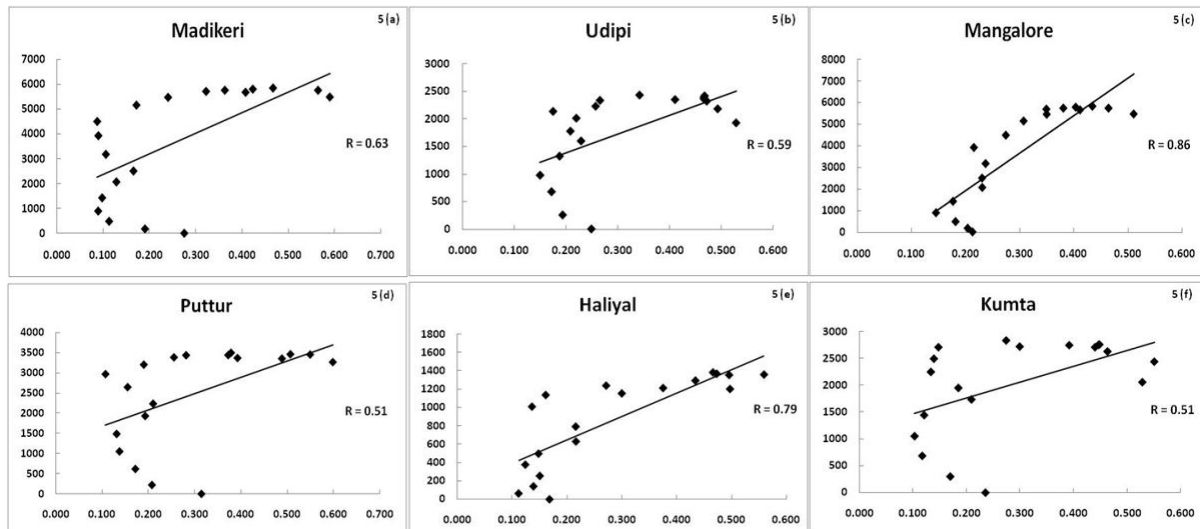 5 (a)
Madikeri
7000
6000
5000
4000
3000
2000
1000
0
R = 0.63
0.000 0.100 0.200 0.300 0.400 0.500 0.600 0.700
5 (b)
Udipi
3000
2500
2000
1500
1000
500
0
R = 0.59
0.000 0.100 0.200 0.300 0.400 0.500 0.600
5 (c)
Mangalore
8000
7000
6000
5000
4000
3000
2000
1000
0
R = 0.86
0.000 0.100 0.200 0.300 0.400 0.500 0.600
5 (d)
Puttur
4000
3500
3000
2500
2000
1500
1000
500
0
R = 0.51
0.000 0.100 0.200 0.300 0.400 0.500 0.600 0.700
5 (e)
Haliyal
1800
1600
1400
1200
1000
800
600
400
200
0
R = 0.79
0.000 0.100 0.200 0.300 0.400 0.500 0.600
5 (f)
Kumta
3000
2500
2000
1500
1000
500
0
R = 0.51
0.000 0.100 0.200 0.300 0.400 0.500 0.600